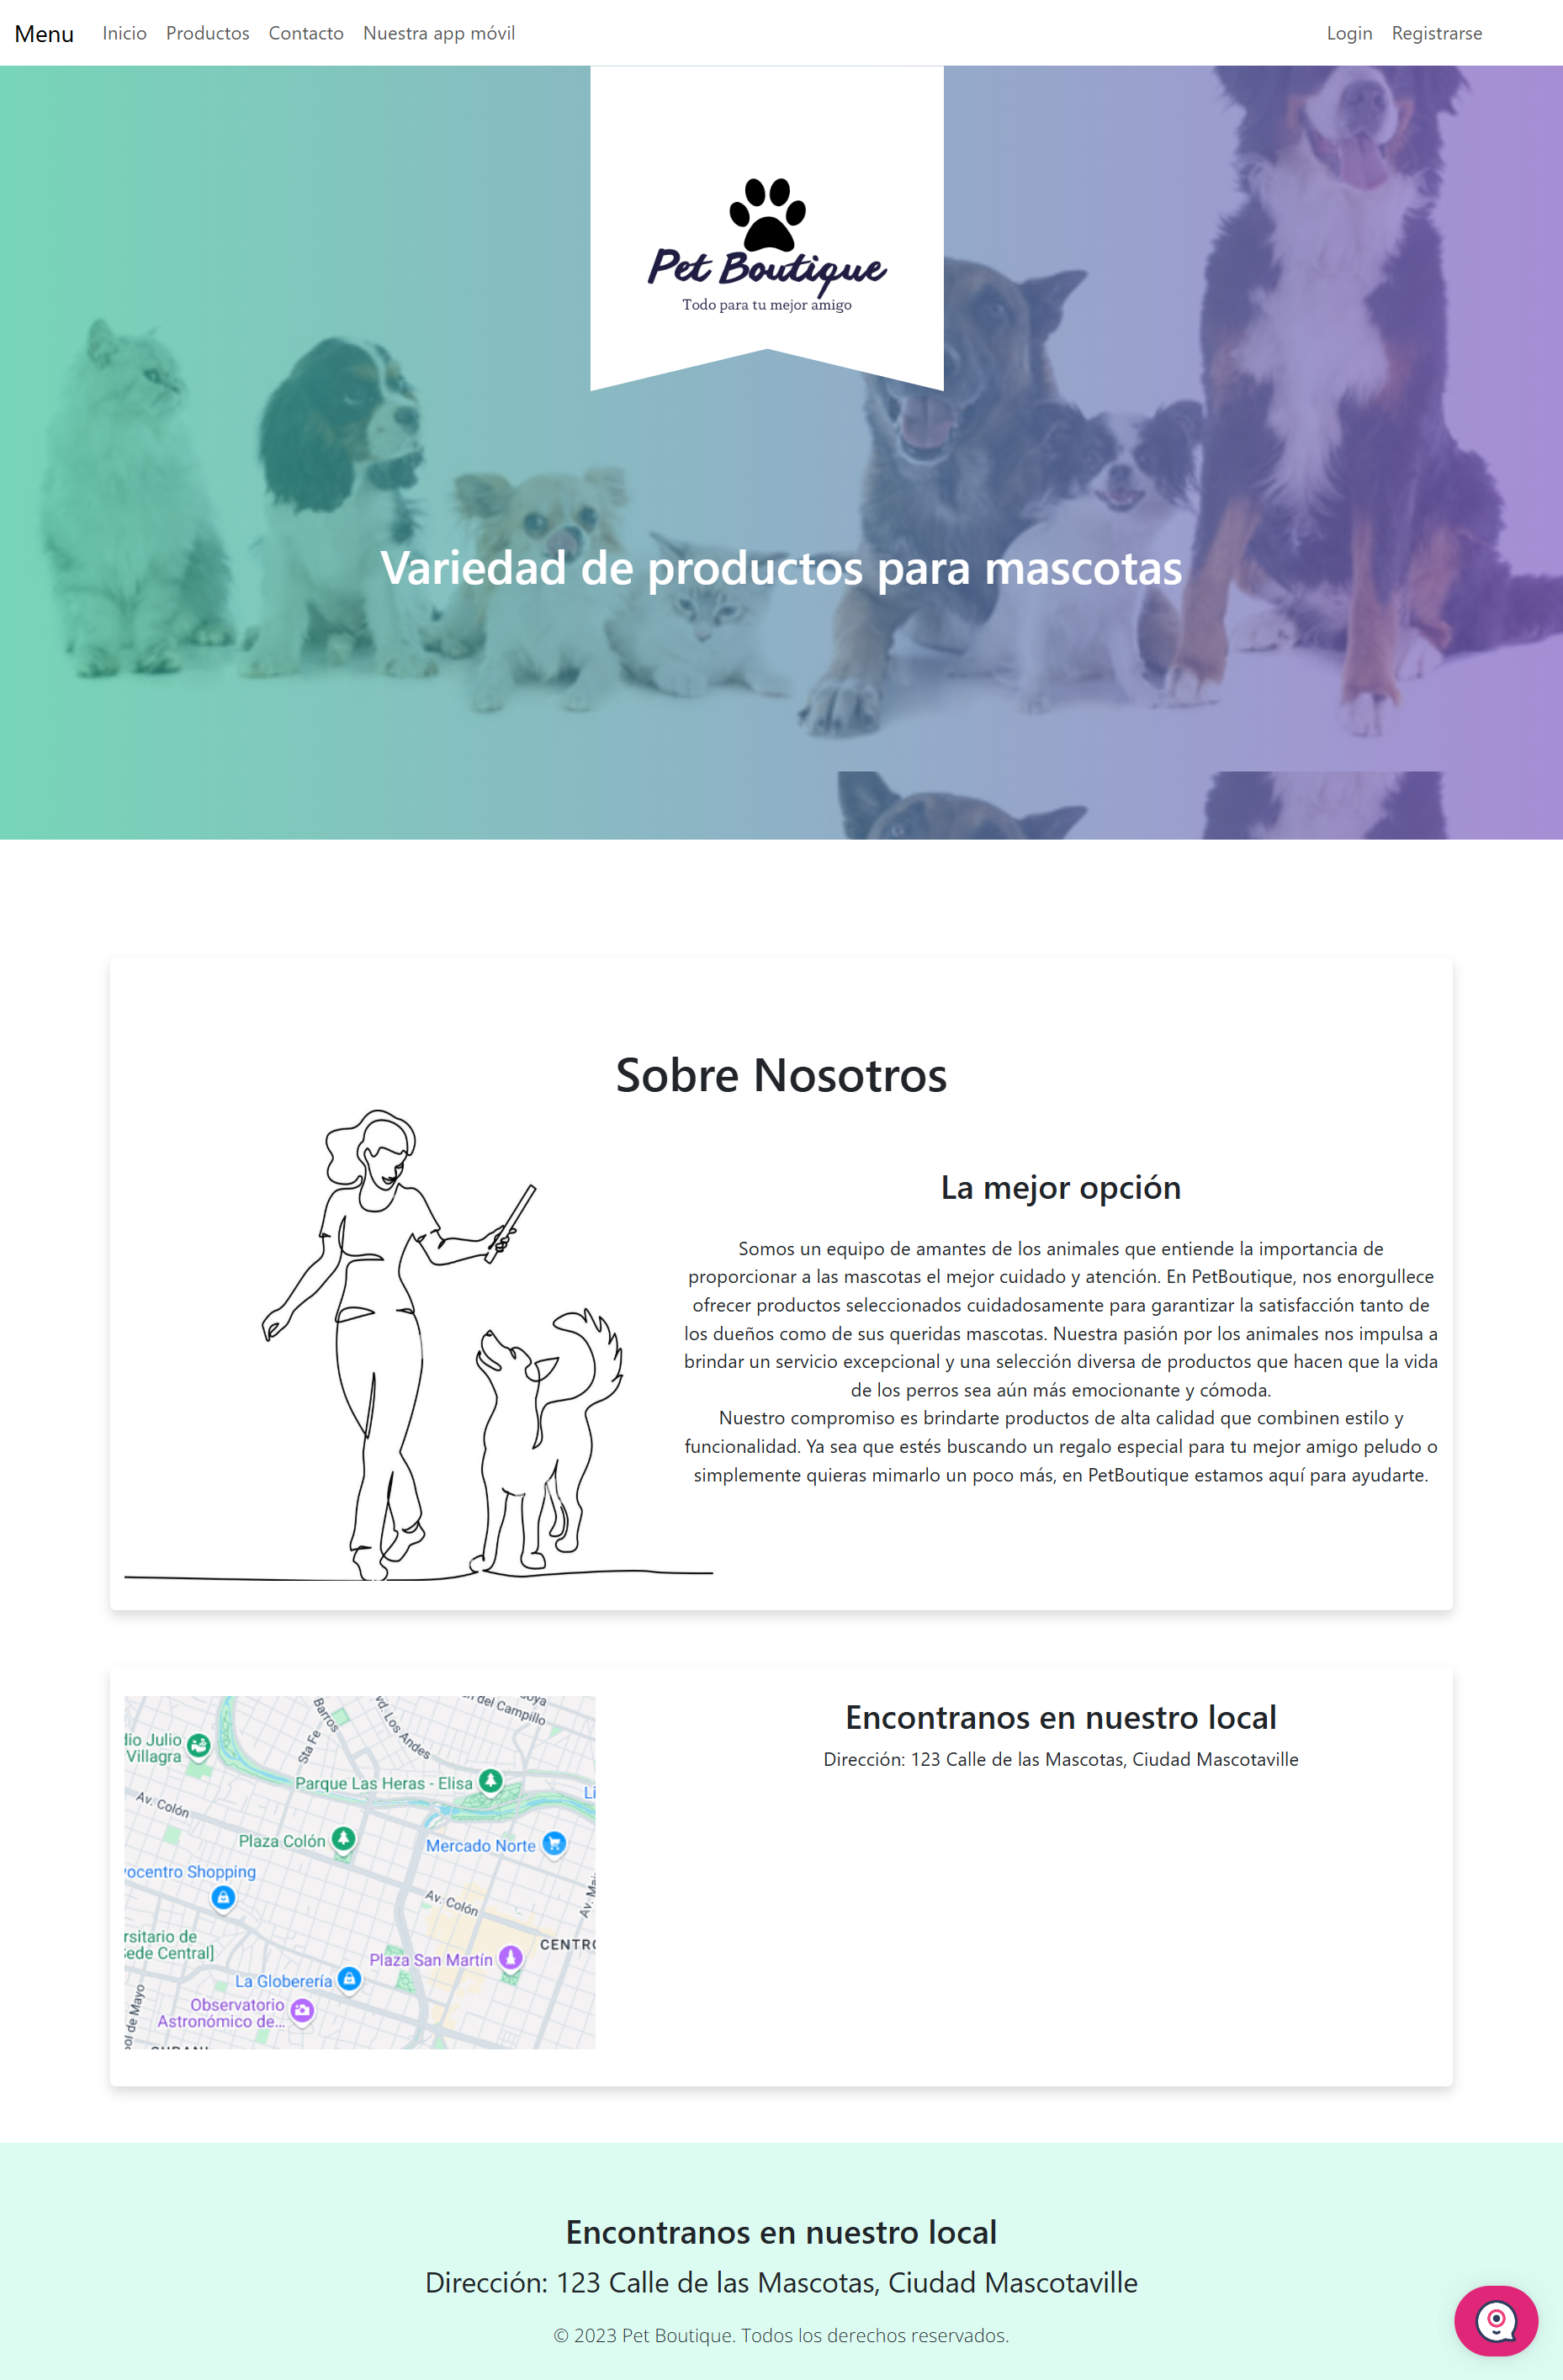 Menu Inicio Productos Contacto Nuestra app móvil Login Registrarse
Pet Boutique
Todo para tu mejor amigo
Variedad de productos para mascotas
Sobre Nosotros
La mejor opción
Somos un equipo de amantes de los animales que entiende la importancia de
proporcionar a las mascotas el mejor cuidado y atención. En PetBoutique, nos enorgullece
ofrecer productos seleccionados cuidadosamente para garantizar la satisfacción tanto de
los dueños como de sus queridas mascotas. Nuestra pasión por los animales nos impulsa a
brindar un servicio excepcional y una selección diversa de productos que hacen que la vida
de los perros sea aún más emocionante y cómoda.
Nuestro compromiso es brindarte productos de alta calidad que combinen estilo y
funcionalidad. Ya sea que estés buscando un regalo especial para tu mejor amigo peludo o
simplemente quieras mimarlo un poco más, en PetBoutique estamos aquí para ayudarte.
del Campillo
Barros
vd. Los Andes
Sta Fe
dio Julio
Villagra
Parque Las Heras - Elisa
Li
Av. Colón
Plaza Colón
Mercado Norte
ocentro Shopping
Av. Colón
Av. Ma
rsitario de
Sede Central]
CENTRO
Plaza San Martín
La Globerería
Observatorio
Astronómico de...
ol de Mayo
Encontranos en nuestro local
Dirección: 123 Calle de las Mascotas, Ciudad Mascotaville
Encontranos en nuestro local
Dirección: 123 Calle de las Mascotas, Ciudad Mascotaville
© 2023 Pet Boutique. Todos los derechos reservados.